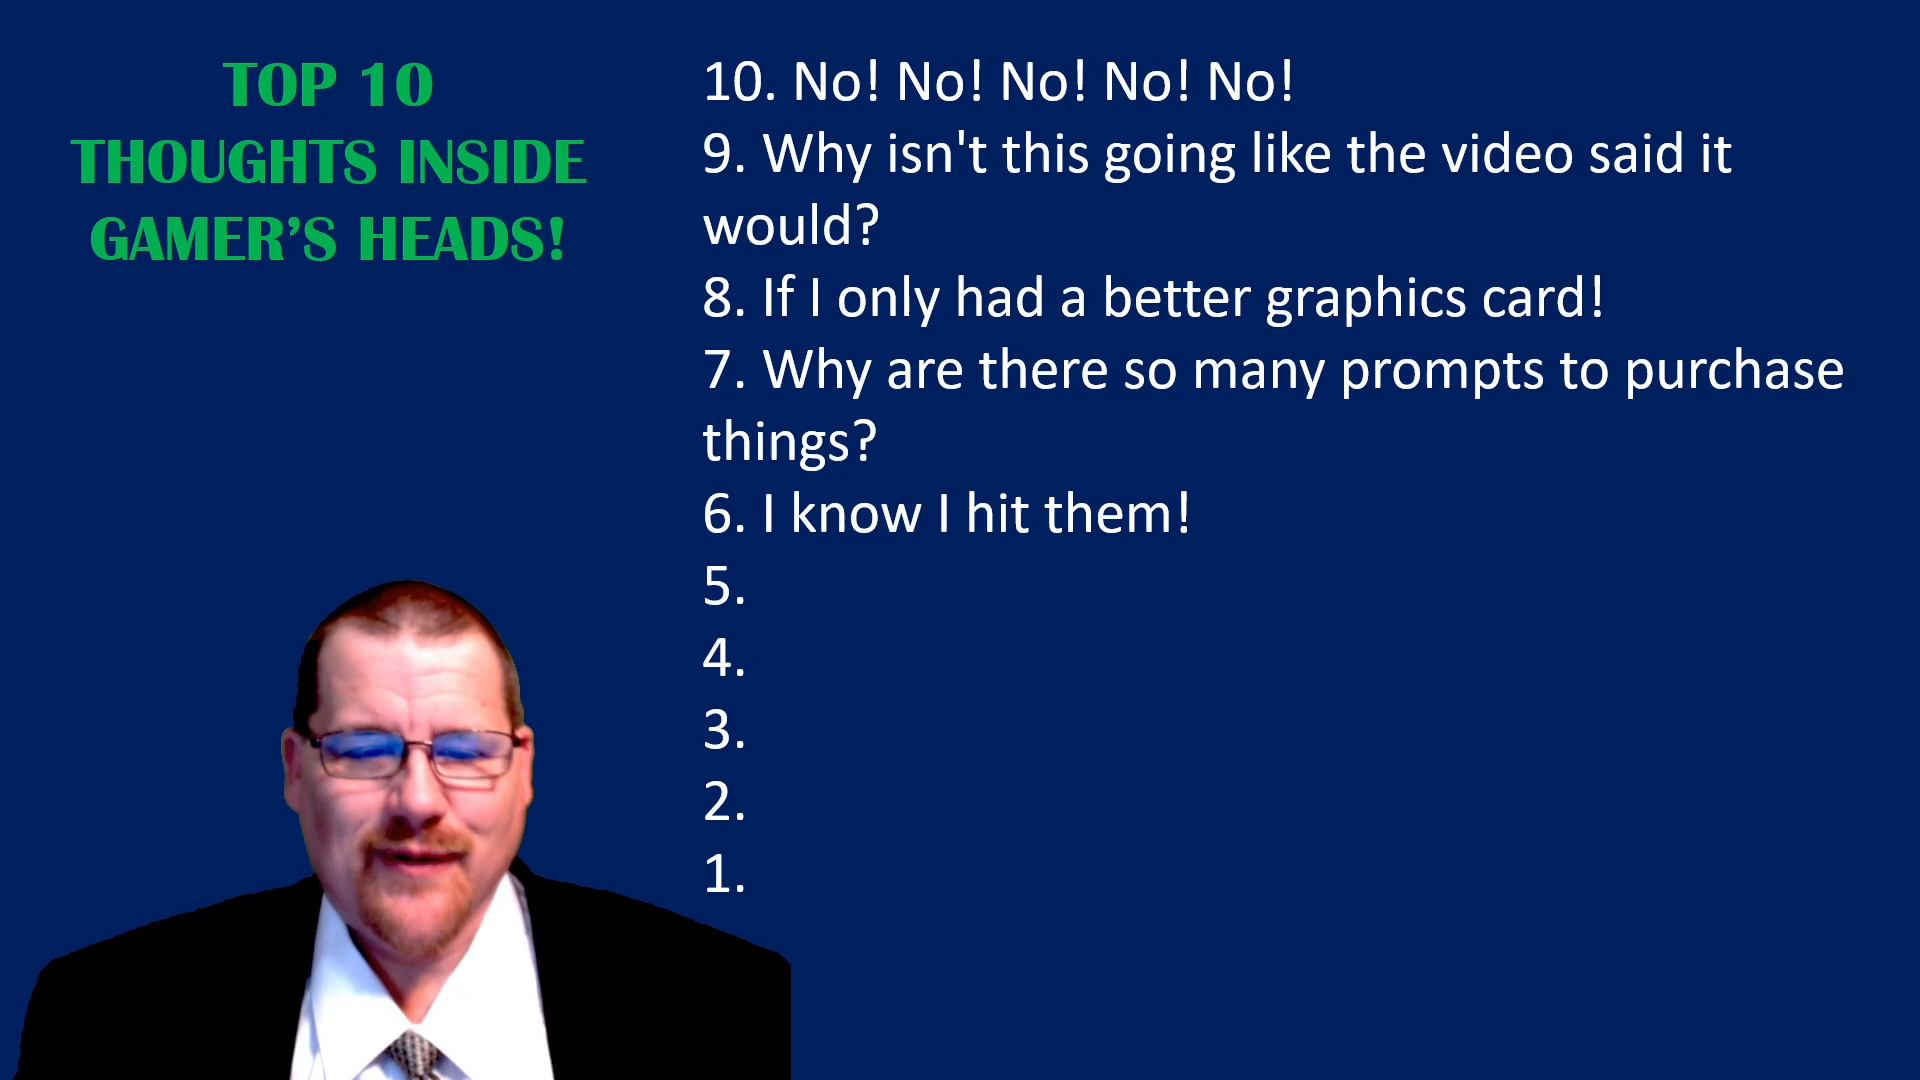 TOP 10
THOUGHTS INSIDE
GAMER’S HEADS!
10. No! No! No! No! No!
9. Why isn't this going like the video said it
would?
8. If I only had a better graphics card!
7. Why are there so many prompts to purchase
things?
6. I know I hit them!
5.
4.
3.
2.
1.